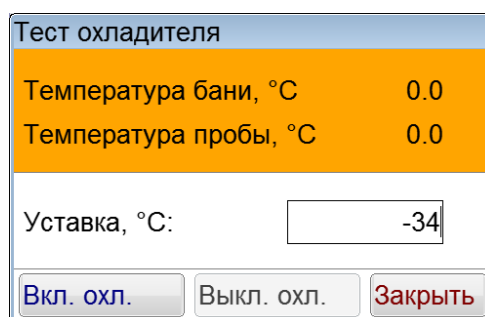 Тест охладителя
Температура бани, °C 0.0
Температура пробы, °C 0.0
Уставка, °C: -34
Вкл. охл. Выкл. охл. Закрыть